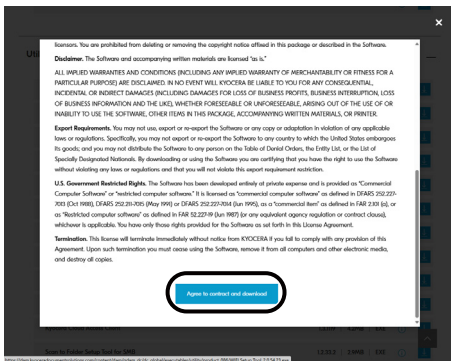 Util
licensors. You are prohibited from deleting or removing the copyright notice affixed in this package or described in the Software.
Disclaimer. The Software and accompanying written materials are licensed "as is."
ALL IMPLIED WARRANTIES AND CONDITIONS (INCLUDING ANY IMPLIED WARRANTY OF MERCHANTABILITY OR FITNESS FOR A
PARTICULAR PURPOSE) ARE DISCLAIMED. IN NO EVENT WILL KYOCERA BE LIABLE TO YOU FOR ANY CONSEQUENTIAL,
INCIDENTAL OR INDIRECT DAMAGES (INCLUDING DAMAGES FOR LOSS OF BUSINESS PROFITS, BUSINESS INTERRUPTION, LOSS
OF BUSINESS INFORMATION AND THE LIKE), WHETHER FORESEEABLE OR UNFORESEEABLE, ARISING OUT OF THE USE OF OR
INABILITY TO USE THE SOFTWARE, OTHER ITEMS IN THIS PACKAGE, ACCOMPANYING WRITTEN MATERIALS, OR PRINTER.
Export Requirements. You may not use, export or re-export the Software or any copy or adaptation in violation of any applicable
laws or regulations. Specifically, you may not export or re-export the Software to any country to which the United States embargoes
its goods; and you may not distribute the Software to any person on the Table of Denial Orders, the Entity List, or the List of
Specially Designated Nationals. By downloading or using the Software you are certifying that you have the right to use the Software
without violating any laws or regulations and that you will not violate this export requirement restriction.
U.S. Government Restricted Rights. The Software has been developed entirely at private expense and is provided as "Commercial
Computer Software" or "restricted computer software." It is licensed as "commercial computer software" as defined in DFARS 252.227-
7013 (Oct 1988), DFARS 252.211-7015 (May 1991) or DFARS 252.227-7014 (Jun 1995), as a "commercial item" as defined in FAR 2.101 (a), or
as "Restricted computer software" as defined in FAR 52.227-19 (Jun 1987) (or any equivalent agency regulation or contract clause),
whichever is applicable. You have only those rights provided for the Software as set forth in this License Agreement.
Termination. This license will terminate immediately without notice from KYOCERA if you fail to comply with any provision of this
Agreement. Upon such termination you must cease using the Software, remove it from all computers and other electronic media,
and destroy all copies.
Agree to contract and download
Scan to Folder Setup Tool for SMB